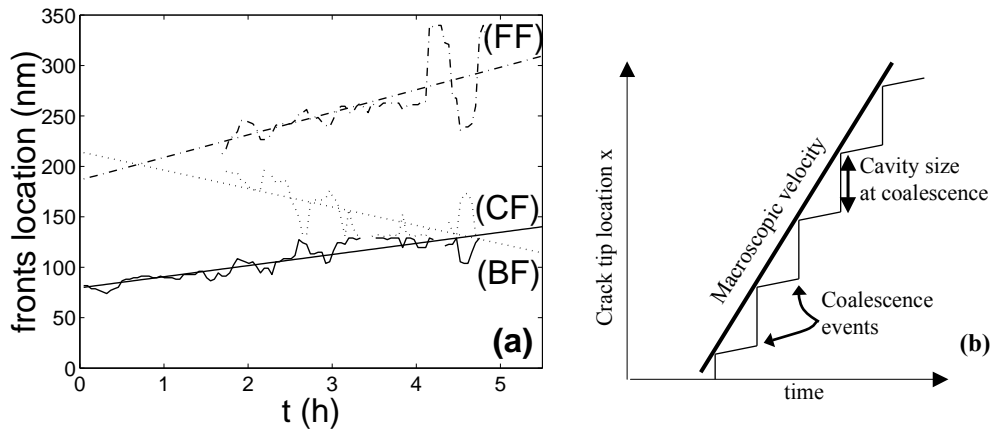 350
300
250
200
150
100
50
0
fronts location (nm)
0
1
2
3
4
5
t (h)
(FF)
(CF)
(BF)
(a)
Crack tip location x
Macroscopic velocity
Cavity size
at coalescence
Coalescence
events
(b)
time